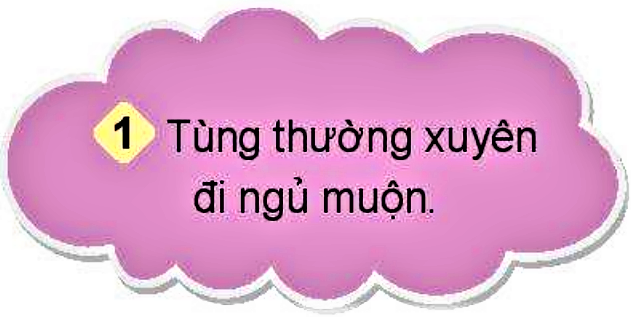 1 Tùng thường xuyên
đi ngủ muộn.